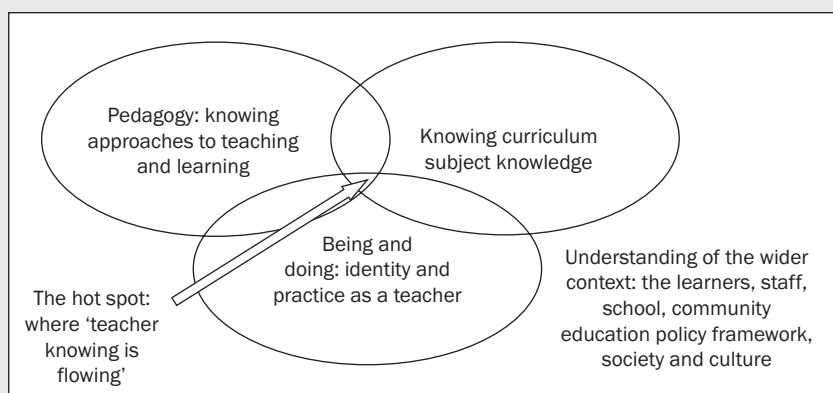 Pedagogy: knowing
approaches to teaching
and learning
Knowing curriculum
subject knowledge
Being and
doing: identity and
practice as a teacher
The hot spot:
where ‘teacher
knowing is
flowing’
Understanding of the wider
context: the learners, staff,
school, community
education policy framework,
society and culture